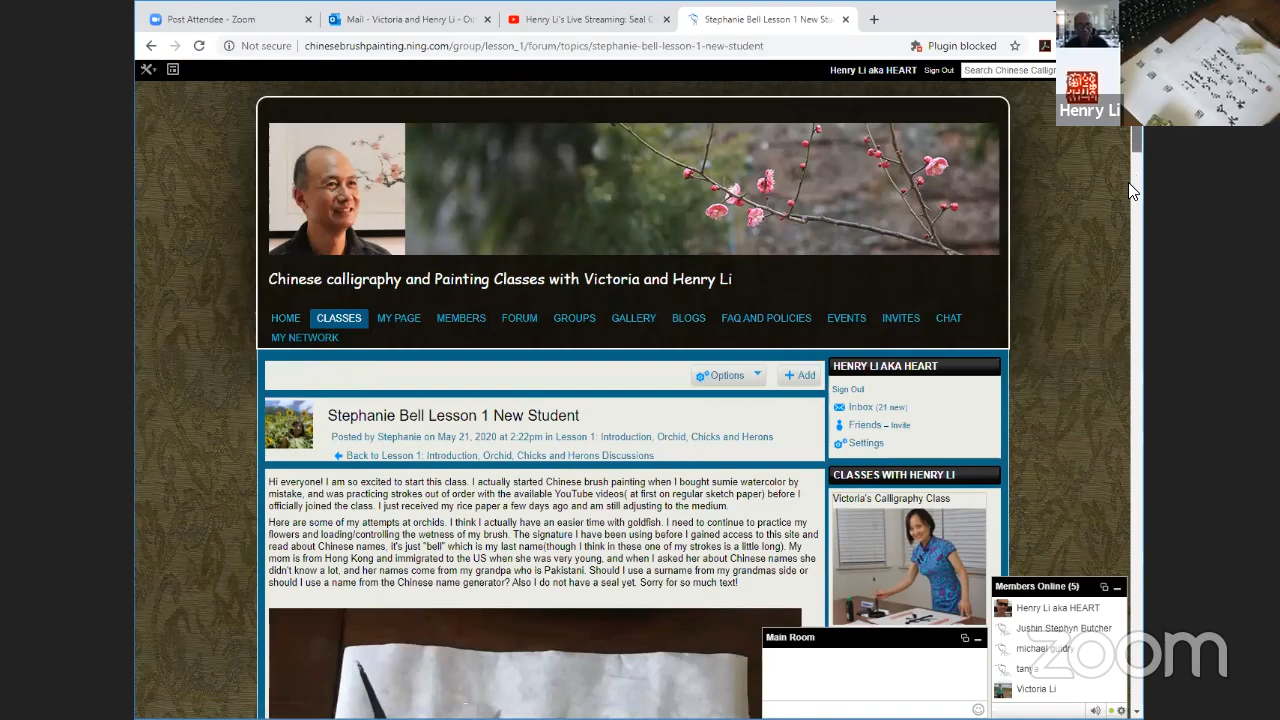 Post Attendee - Zoom
Mail - Victoria and Henry Li - Ou
Henry Li's Live Streaming: Seal C
Stephanie Bell Lesson 1 New Stu
Not secure
chinesebrushpainting.ning.com/group/lesson_1/forum/topics/stephanie-bell-lesson-1-new-student
Plugin blocked
Henry Li aka HEART
Sign Out
Search Chinese Calligr
Henry Li
Chinese calligraphy and Painting Classes with Victoria and Henry Li
HOME
CLASSES
MY PAGE
MEMBERS
FORUM
GROUPS
GALLERY
BLOGS
FAQ AND POLICIES
EVENTS
INVITES
CHAT
MY NETWORK
Options
Add
Stephanie Bell Lesson 1 New Student
Posted by Stephanie on May 21, 2020 at 2:22pm in Lesson 1: Introduction, Orchid, Chicks and Herons
Back to Lesson 1: Introduction, Orchid, Chicks and Herons Discussions
Hi everyone! I am so excited to start this class. I actually started Chinese brush painting when I bought sumie watercolor by
mistake, and was practicing strokes out of order with the available YouTube videos( at first on regular sketch paper) before I
officially joined the class. I just received my rice paper a few days ago and am still adjusting to the medium.
Here are some of my attempts at orchids. I think I actually have an easier time with goldfish. I need to continue to practice my
flowers and loading/controlling the wetness of my brush. The signature I have been using before I gained access to this site and
read about Chinese names, it's just "bell" which is my last name(though I think in these one of my strokes is a little long). My
mom is from Hong Kong and immigrated to the US when she was very young, and when I asked her about Chinese names she
didn't know a lot, and her names come from my grandpa who is Pakistani. Should I use a surname from my grandmas side or
should I use a name from the Chinese name generator? Also I do not have a seal yet. Sorry for so much text!
HENRY LI AKA HEART
Sign Out
Inbox (21 new)
Friends – Invite
Settings
CLASSES WITH HENRY LI
Victoria's Calligraphy Class
Main Room
Members Online (5)
Henry Li aka HEART
Jushin Stephyn Butcher
michael guidry
tanya
Victoria Li
zoom